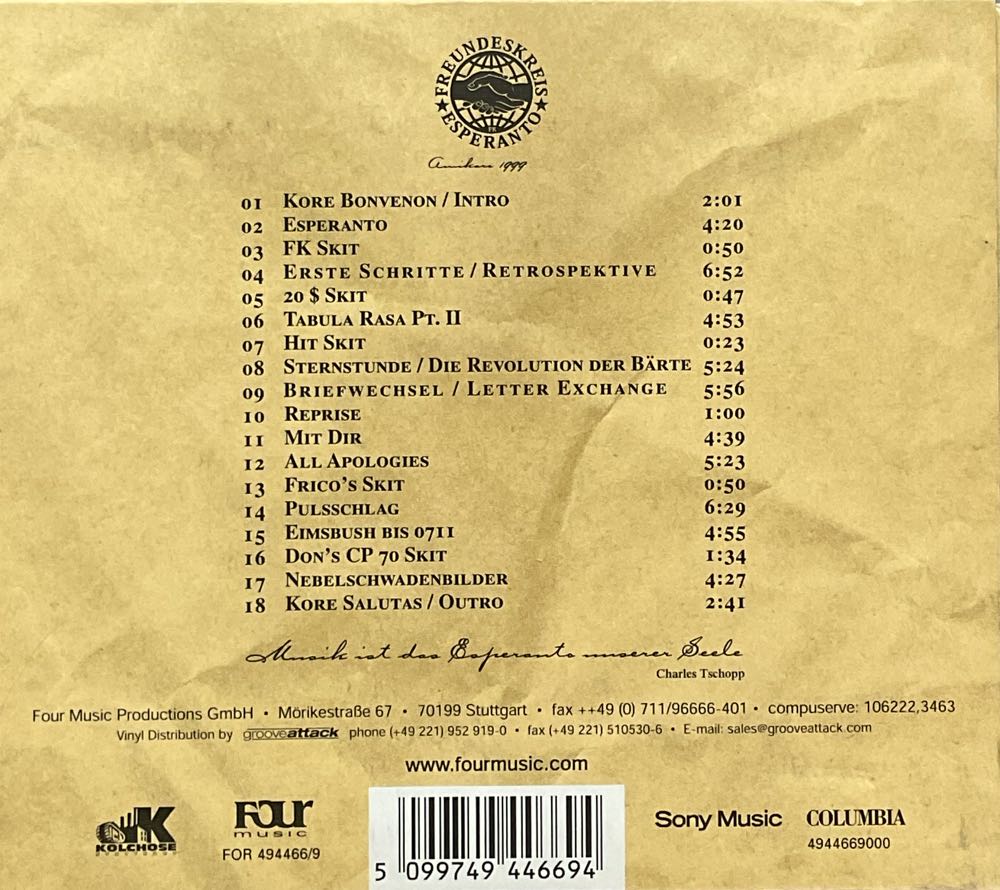 FREUNDESKREIS
★ ESPERANTO ★
FK
Amikare 1999
01 KORE BONVENON / INTRO 2:01
02 ESPERANTO 4:20
03 FK SKIT 0:50
04 ERSTE SCHRITTE / RETROSPEKTIVE 6:52
05 20 $ SKIT 0:47
06 TABULA RASA PT. II 4:53
07 HIT SKIT 0:23
08 STERNSTUNDE / DIE REVOLUTION DER BÄRTE 5:24
09 BRIEFWECHSEL / LETTER EXCHANGE 5:56
10 REPRISE 1:00
11 MIT DIR 4:39
12 ALL APOLOGIES 5:23
13 FRICO'S SKIT 0:50
14 PULSSCHLAG 6:29
15 EIMSBUSH BIS 0711 4:55
16 DON'S CP 70 SKIT 1:34
17 NEBELSCHWADENBILDER 4:27
18 KORE SALUTAS / OUTRO 2:41
Musik ist das Esperanto unserer Seele
Charles Tschopp
Four Music Productions GmbH • Mörikestraße 67 • 70199 Stuttgart • fax ++49 (0) 711/96666-401 • compuserve: 106222,3463
Vinyl Distribution by grooveattack phone (+49 221) 952 919-0 • fax (+49 221) 510530-6 • E-mail: sales@grooveattack.com
www.fourmusic.com
K KOLCHOSE
FOUR music
FOR 494466/9
5 099749 446694
Sony Music COLUMBIA
4944669000